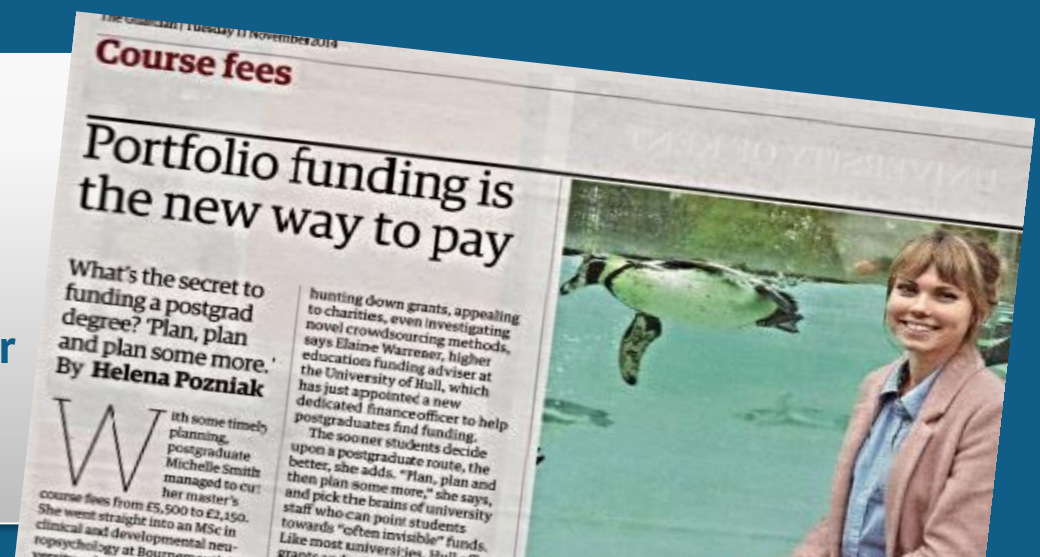 The Guardian | Tuesday 11 November 2014
Course fees
UNIVERSITY OF KENT
Portfolio funding is
the new way to pay
What's the secret to
funding a postgrad
degree? 'Plan, plan
and plan some more.'
By Helena Pozniak
With some timely
planning,
postgraduate
Michelle Smith
managed to cut
her master's
course fees from £5,500 to £2,150.
She went straight into an MSc in
clinical and developmental neu-
ropsychology at Bournemouth
hunting down grants, appealing
to charities, even investigating
novel crowdsourcing methods,
says Elaine Warrener, higher
education funding adviser at
the University of Hull, which
has just appointed a new
dedicated finance officer to help
postgraduates find funding.
The sooner students decide
upon a postgraduate route, the
better, she adds. "Plan, plan and
then plan some more," she says,
and pick the brains of university
staff who can point students
towards "often invisible" funds.
Like most universities, Hull
r